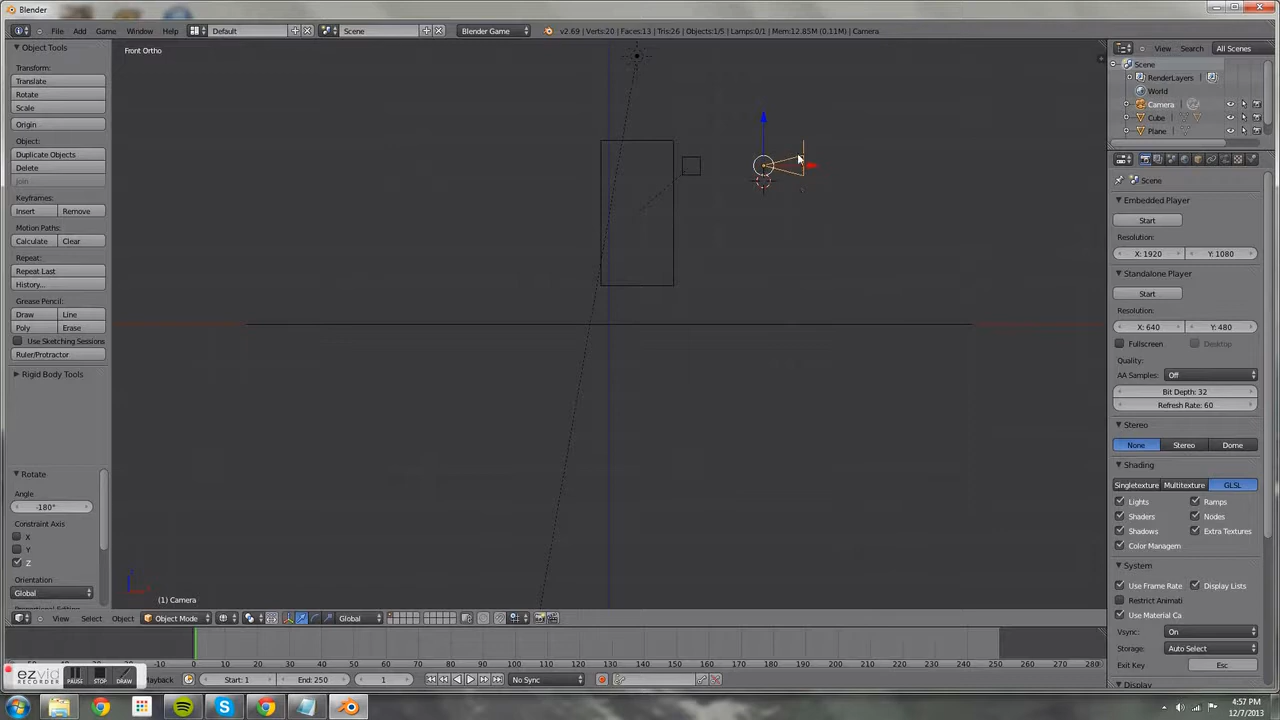 Blender
File Add Game Window Help Default Scene Blender Game v2.69 | Verts:20 | Faces:13 | Tris:26 | Objects:1/5 | Lamps:0/1 | Mem:12.85M (0.11M) | Camera
Object Tools
Transform:
Translate
Rotate
Scale
Origin
Object:
Duplicate Objects
Delete
Join
Keyframes:
Insert Remove
Motion Paths:
Calculate Clear
Repeat:
Repeat Last
History...
Grease Pencil:
Draw Line
Poly Erase
Use Sketching Sessions
Ruler/Protractor
Rigid Body Tools
Rotate
Angle
-180°
Constraint Axis
X
Y
Z
Orientation
Global
Front Ortho
(1) Camera
View Select Object Object Mode Global
View Search All Scenes
Scene
RenderLayers
World
Camera
Cube
Plane
Scene
Embedded Player
Start
Resolution:
X: 1920 Y: 1080
Standalone Player
Start
Resolution:
X: 640 Y: 480
Fullscreen Desktop
Quality:
AA Samples: Off
Bit Depth: 32
Refresh Rate: 60
Stereo
None Stereo Dome
Shading
Singletexture Multitexture GLSL
Lights Ramps
Shaders Nodes
Shadows Extra Textures
Color Managem
System
Use Frame Rate Display Lists
Restrict Animati
Use Material Ca
Vsync: On
Storage: Auto Select
Exit Key Esc
Display
-10 0 10 20 30 40 50 60 70 80 90 100 110 120 130 140 150 160 170 180 190 200 210 220 230 240 250 260 270 280
ezvid
PAUSE STOP DRAW
Playback Start: 1 End: 250 1 No Sync
4:57 PM
12/7/2013